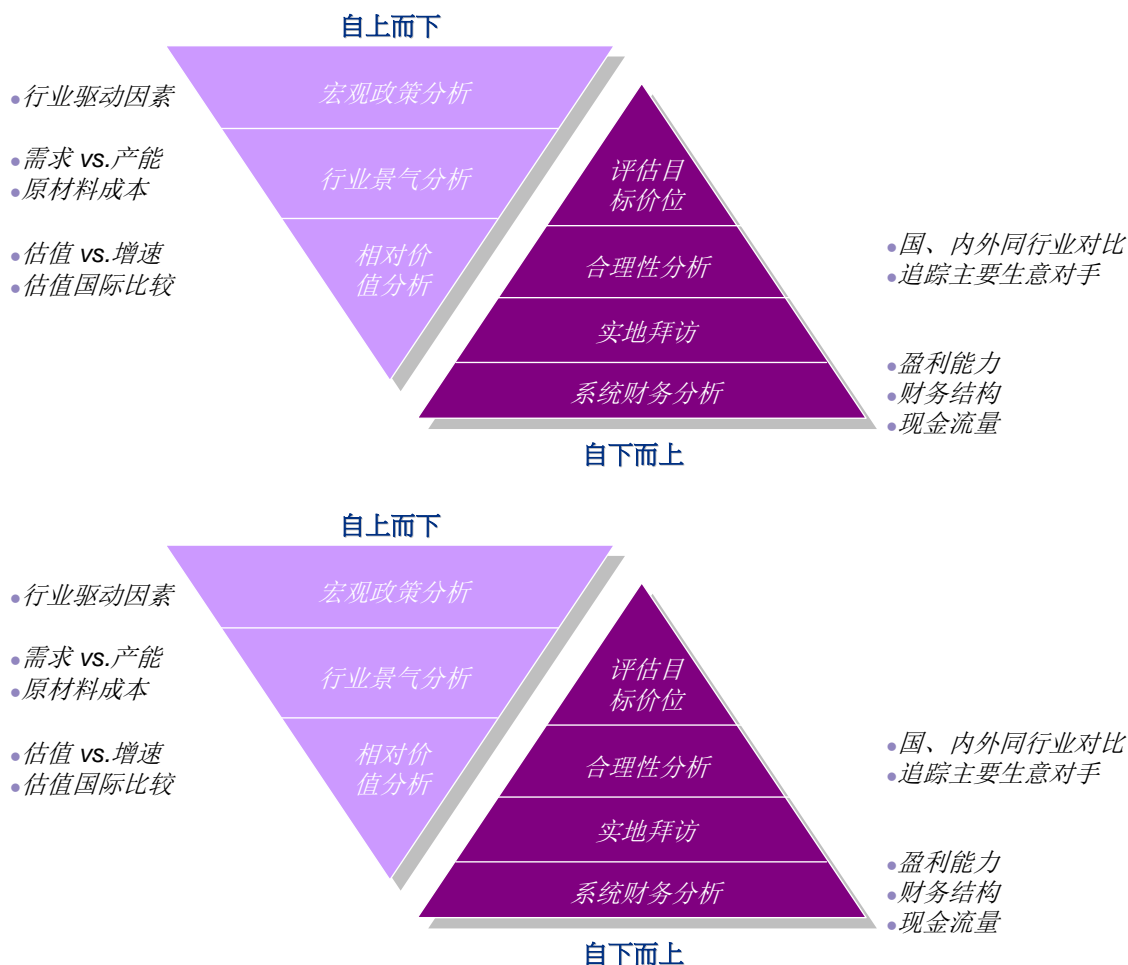 自上而下
宏观政策分析
•行业驱动因素
•需求 vs.产能
行业景气分析
•原材料成本
评估目
标价位
•估值 vs.增速
相对价
•国、内外同行业对比
合理性分析
•估值国际比较
值分析
•追踪主要生意对手
实地拜访
•盈利能力
系统财务分析
•财务结构
•现金流量
自下而上
自上而下
宏观政策分析
•行业驱动因素
•需求 vs.产能
行业景气分析
•原材料成本
评估目
标价位
•估值 vs.增速
相对价
•国、内外同行业对比
合理性分析
•估值国际比较
值分析
•追踪主要生意对手
实地拜访
•盈利能力
系统财务分析
•财务结构
•现金流量
自下而上